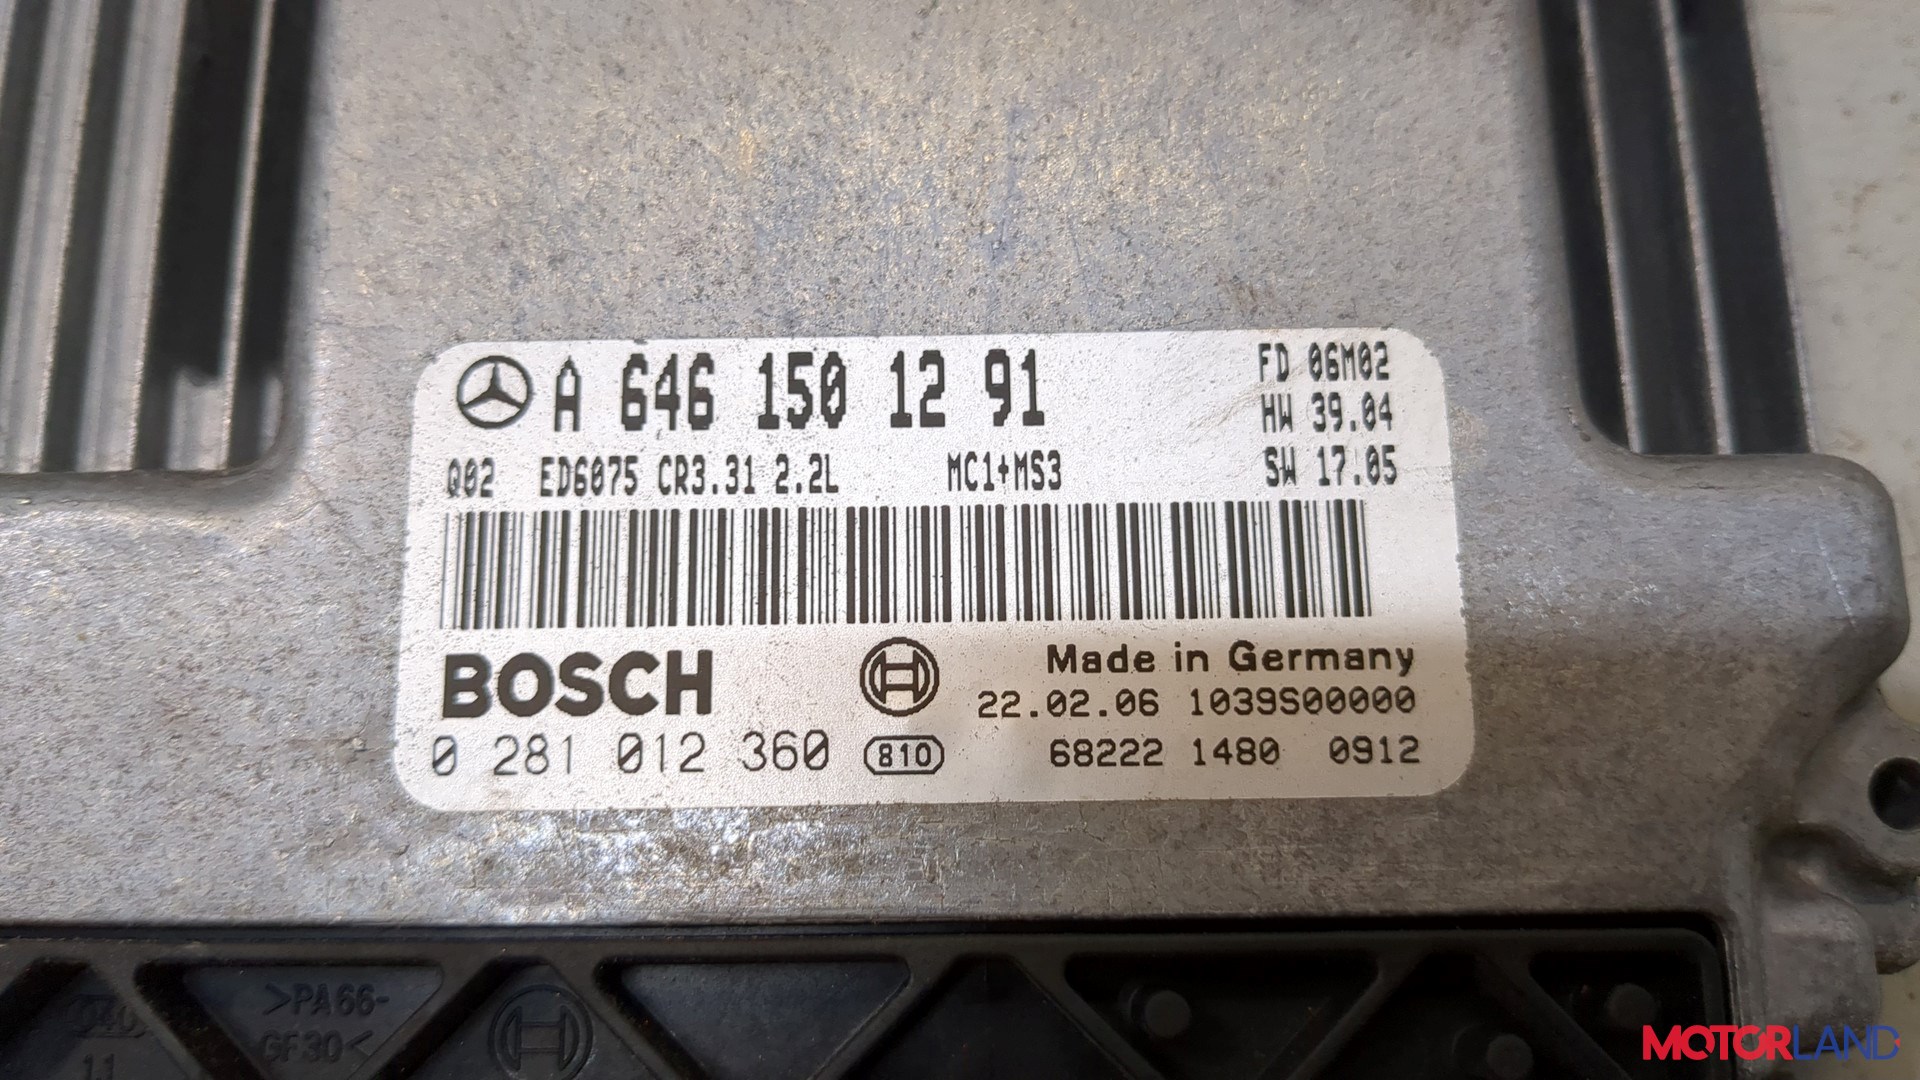 A 646 150 12 91
FD 06M02
HW 39.04
Q02 ED6075 CR3.31 2.2L MC1+MS3 SW 17.05
BOSCH
Made in Germany
22.02.06 1039S00000
0 281 012 360 810 68222 1480 0912
>PA66-
GF30<
11
MOTORLAND